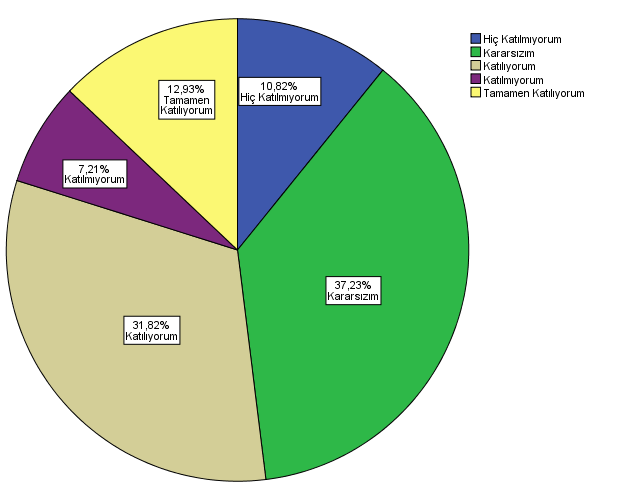 Hiç Katılmıyorum
Kararsızım
Katılıyorum
Katılmıyorum
Tamamen Katılıyorum
12,93%
Tamamen
Katılıyorum
10,82%
Hiç Katılmıyorum
7,21%
Katılmıyorum
37,23%
Kararsızım
31,82%
Katılıyorum